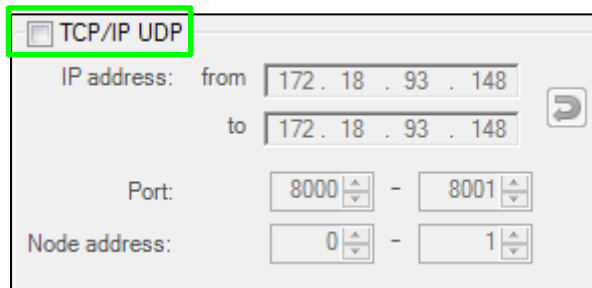 TCP/IP UDP
IP address: from 172 . 18 . 93 . 148
to 172 . 18 . 93 . 148
Port: 8000 - 8001
Node address: 0 - 1